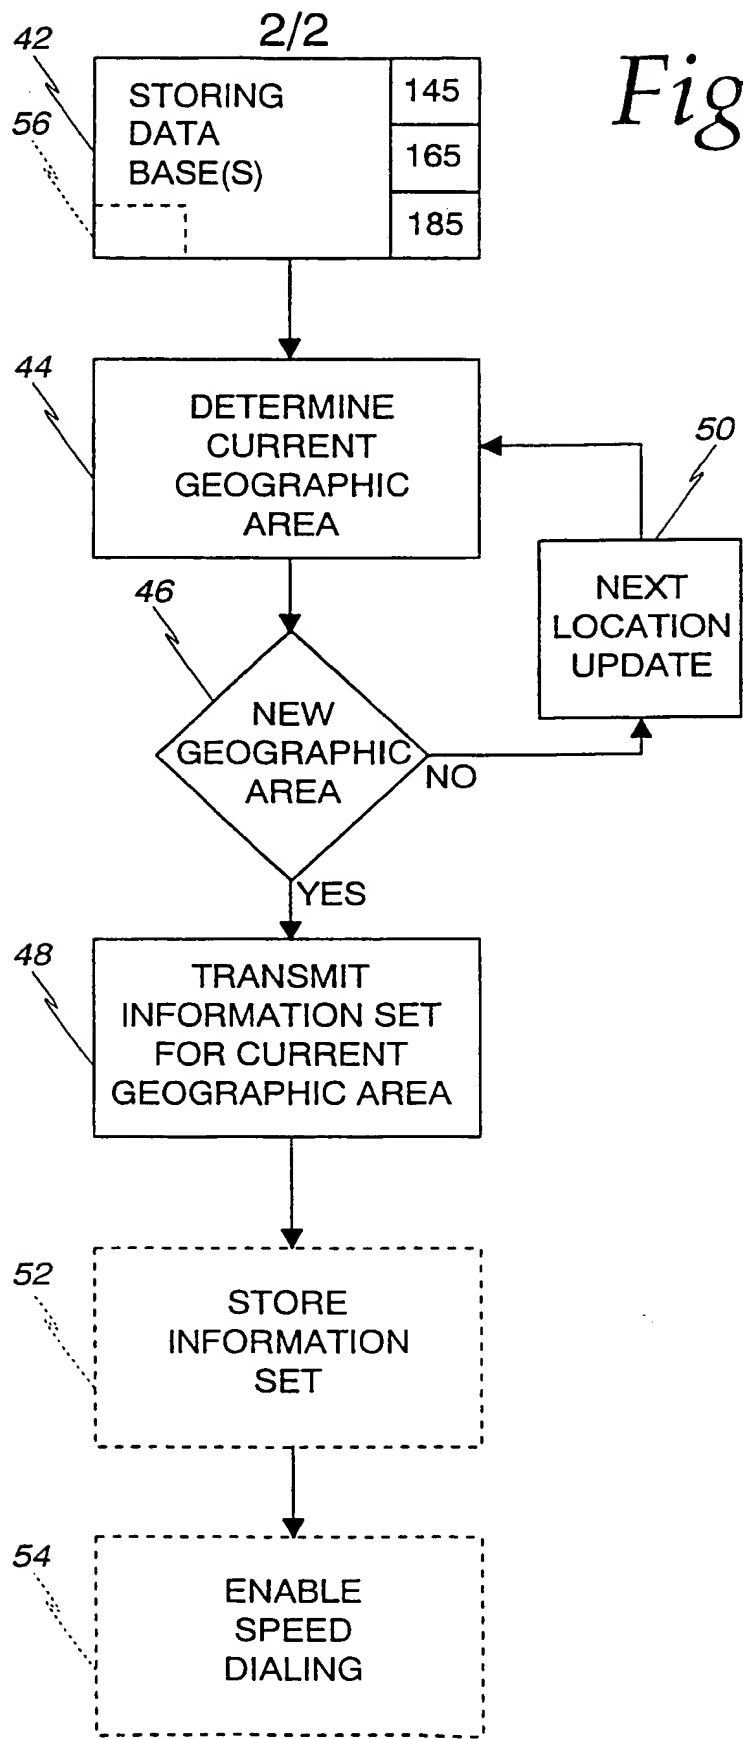 2/2
Fig
42
STORING
DATA
BASE(S)
145
165
185
56
44
DETERMINE
CURRENT
GEOGRAPHIC
AREA
50
NEXT
LOCATION
UPDATE
46
NEW
GEOGRAPHIC
AREA
NO
YES
48
TRANSMIT
INFORMATION SET
FOR CURRENT
GEOGRAPHIC AREA
52
STORE
INFORMATION
SET
54
ENABLE
SPEED
DIALING